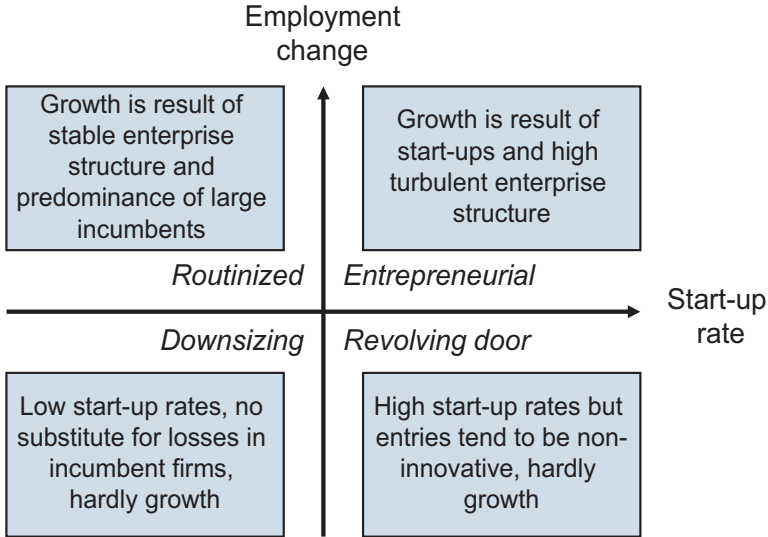 Employment
change
Growth is result of
stable enterprise
structure and
predominance of large
incumbents
Growth is result of
start-ups and high
turbulent enterprise
structure
Routinized
Entrepreneurial
Start-up
rate
Downsizing
Revolving door
Low start-up rates, no
substitute for losses in
incumbent firms,
hardly growth
High start-up rates but
entries tend to be non-
innovative, hardly
growth